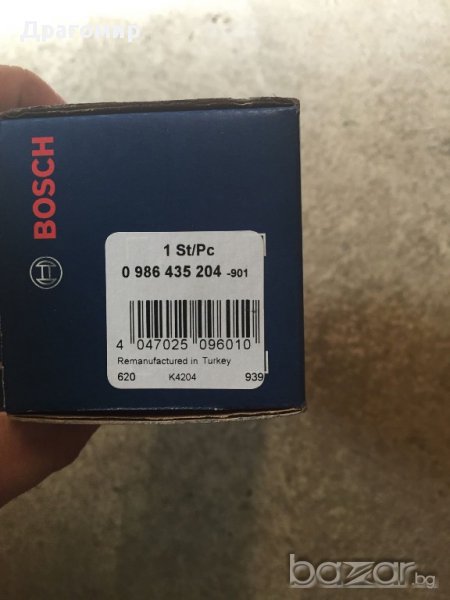 Драгомир
BOSCH
1 St/Pc
0 986 435 204 -901
4 047025 096010
Remanufactured in Turkey
620 K4204 939
bazar.bg